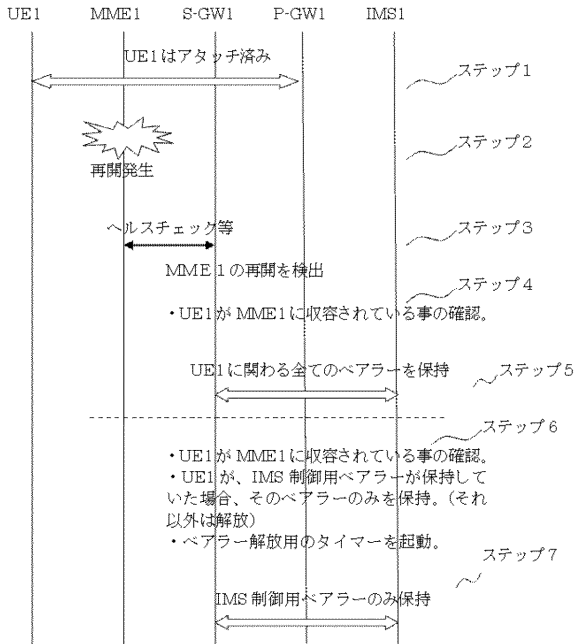 UE1 MME1 S-GW1 P-GW1 IMS1
UE1はアタッチ済み
ステップ1
ステップ2
再開発生
ヘルスチェック等
ステップ3
MME1の再開を検出
ステップ4
・UE1がMME1に収容されている事の確認。
UE1に関わる全てのベアラーを保持
ステップ5
ステップ6
・UE1がMME1に収容されている事の確認。
・UE1が、IMS制御用ベアラーが保持して
いた場合、そのベアラーのみを保持。(それ
以外は解放)
・ベアラー解放用のタイマーを起動。
ステップ7
IMS制御用ベアラーのみ保持